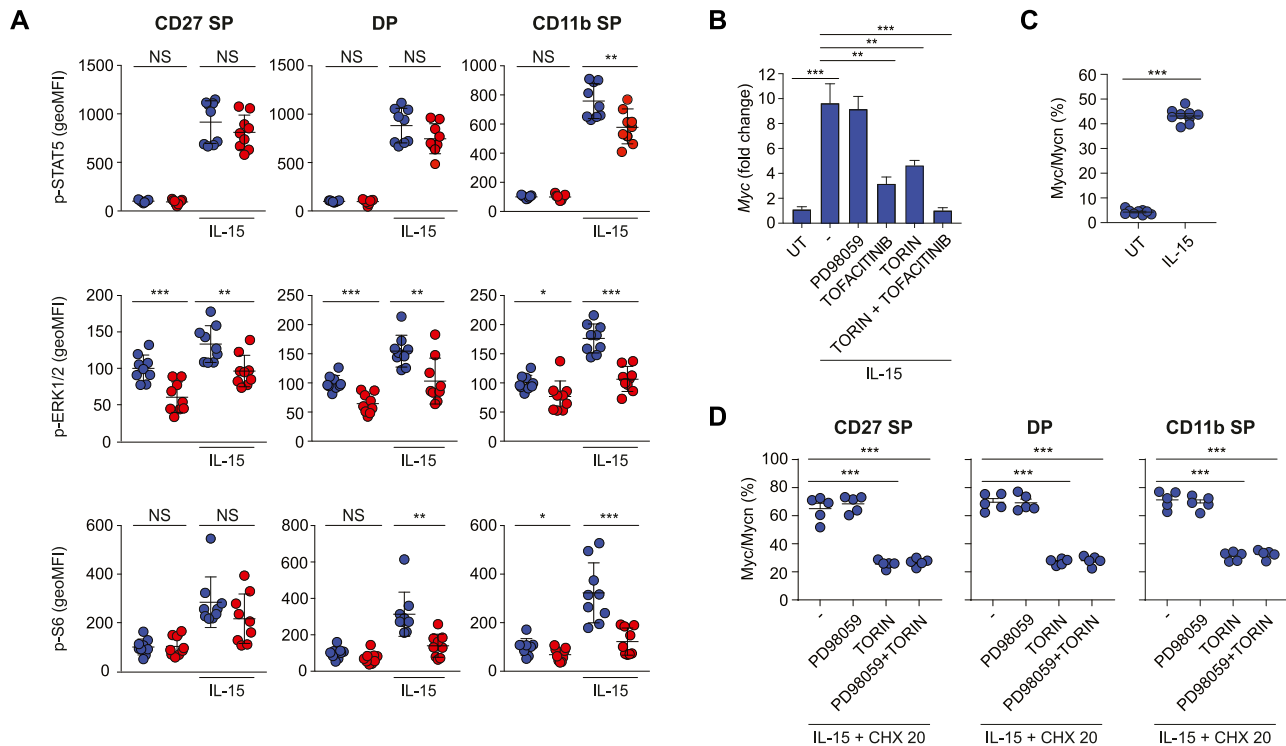 A
CD27 SP
DP
CD11b SP
p-STAT5 (geoMFI)
NS
NS
1500
1000
500
0
IL-15
NS
NS
1500
1000
500
0
IL-15
NS
**
1000
800
600
400
200
0
IL-15
p-ERK1/2 (geoMFI)
***
**
200
150
100
50
0
IL-15
***
**
250
200
150
100
50
0
IL-15
*
***
250
200
150
100
50
0
IL-15
p-S6 (geoMFI)
NS
NS
600
400
200
0
IL-15
NS
**
800
600
400
200
0
IL-15
*
***
600
400
200
0
IL-15
B
***
**
**
***
Myc (fold change)
12
10
8
6
4
2
0
UT
-
PD98059
TOFACITINIB
TORIN
TORIN + TOFACITINIB
IL-15
C
***
Myc/Mycn (%)
60
50
40
30
20
10
0
UT
IL-15
D
CD27 SP
DP
CD11b SP
Myc/Mycn (%)
***
***
100
80
60
40
20
0
-
PD98059
TORIN
PD98059+TORIN
IL-15 + CHX 20
***
***
-
PD98059
TORIN
PD98059+TORIN
IL-15 + CHX 20
***
***
-
PD98059
TORIN
PD98059+TORIN
IL-15 + CHX 20